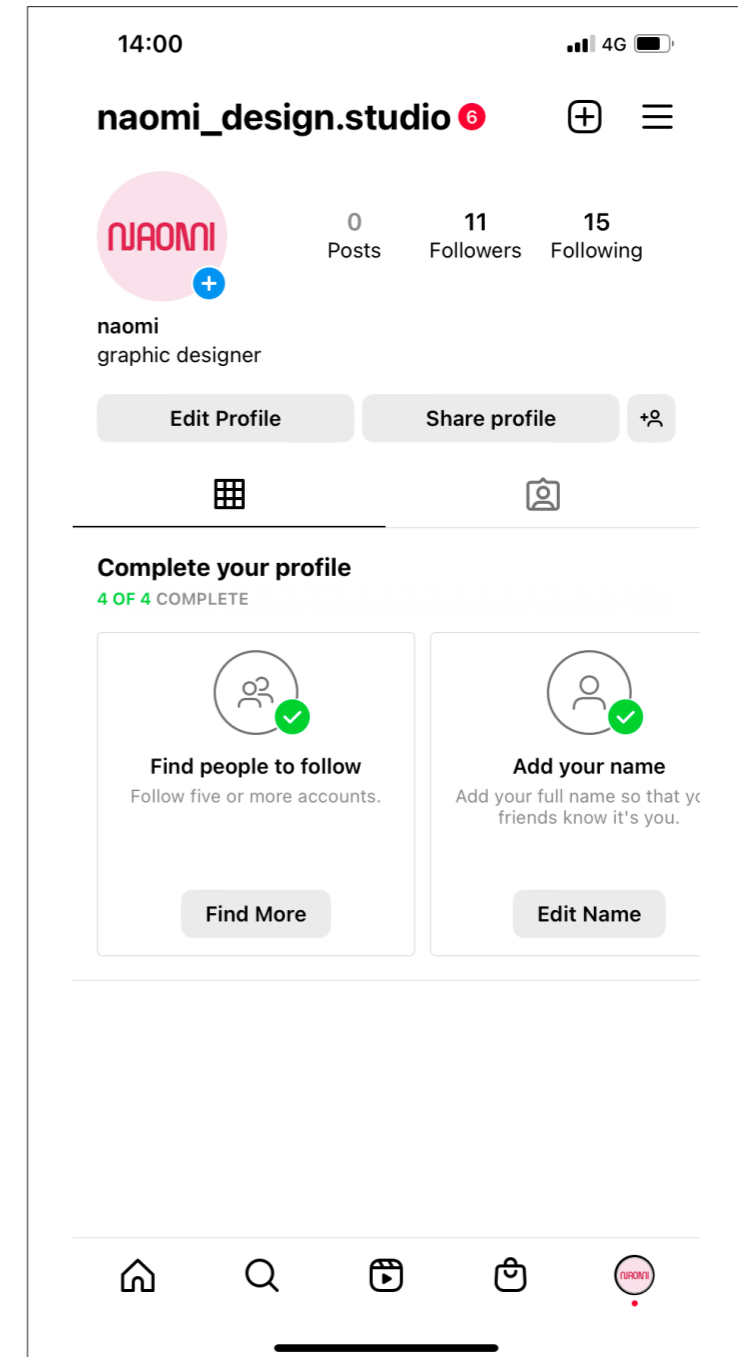 14:00 4G
naomi_design.studio 6
NAOMI
0 11 15
Posts Followers Following
naomi
graphic designer
Edit Profile Share profile
Complete your profile
4 OF 4 COMPLETE
Find people to follow
Follow five or more accounts.
Find More
Add your name
Add your full name so that yo
friends know it's you.
Edit Name
NAOMI